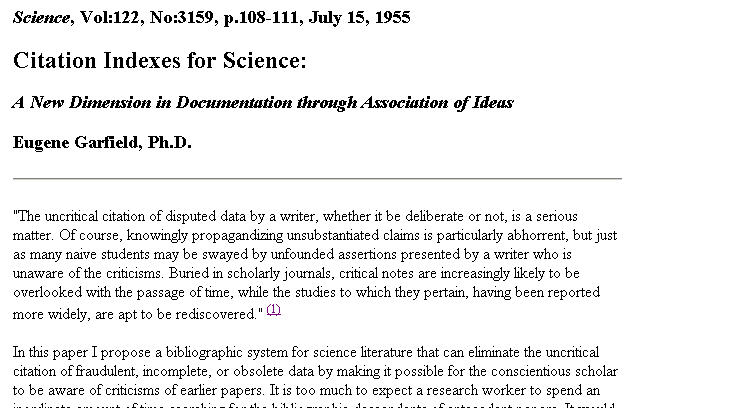 Science, Vol:122, No:3159, p.108-111, July 15, 1955
Citation Indexes for Science:
A New Dimension in Documentation through Association of Ideas
Eugene Garfield, Ph.D.
"The uncritical citation of disputed data by a writer, whether it be deliberate or not, is a serious
matter. Of course, knowingly propagandizing unsubstantiated claims is particularly abhorrent, but just
as many naive students may be swayed by unfounded assertions presented by a writer who is
unaware of the criticisms. Buried in scholarly journals, critical notes are increasingly likely to be
overlooked with the passage of time, while the studies to which they pertain, having been reported
more widely, are apt to be rediscovered." (1)
In this paper I propose a bibliographic system for science literature that can eliminate the uncritical
citation of fraudulent, incomplete, or obsolete data by making it possible for the conscientious scholar
to be aware of criticisms of earlier papers. It is too much to expect a research worker to spend an